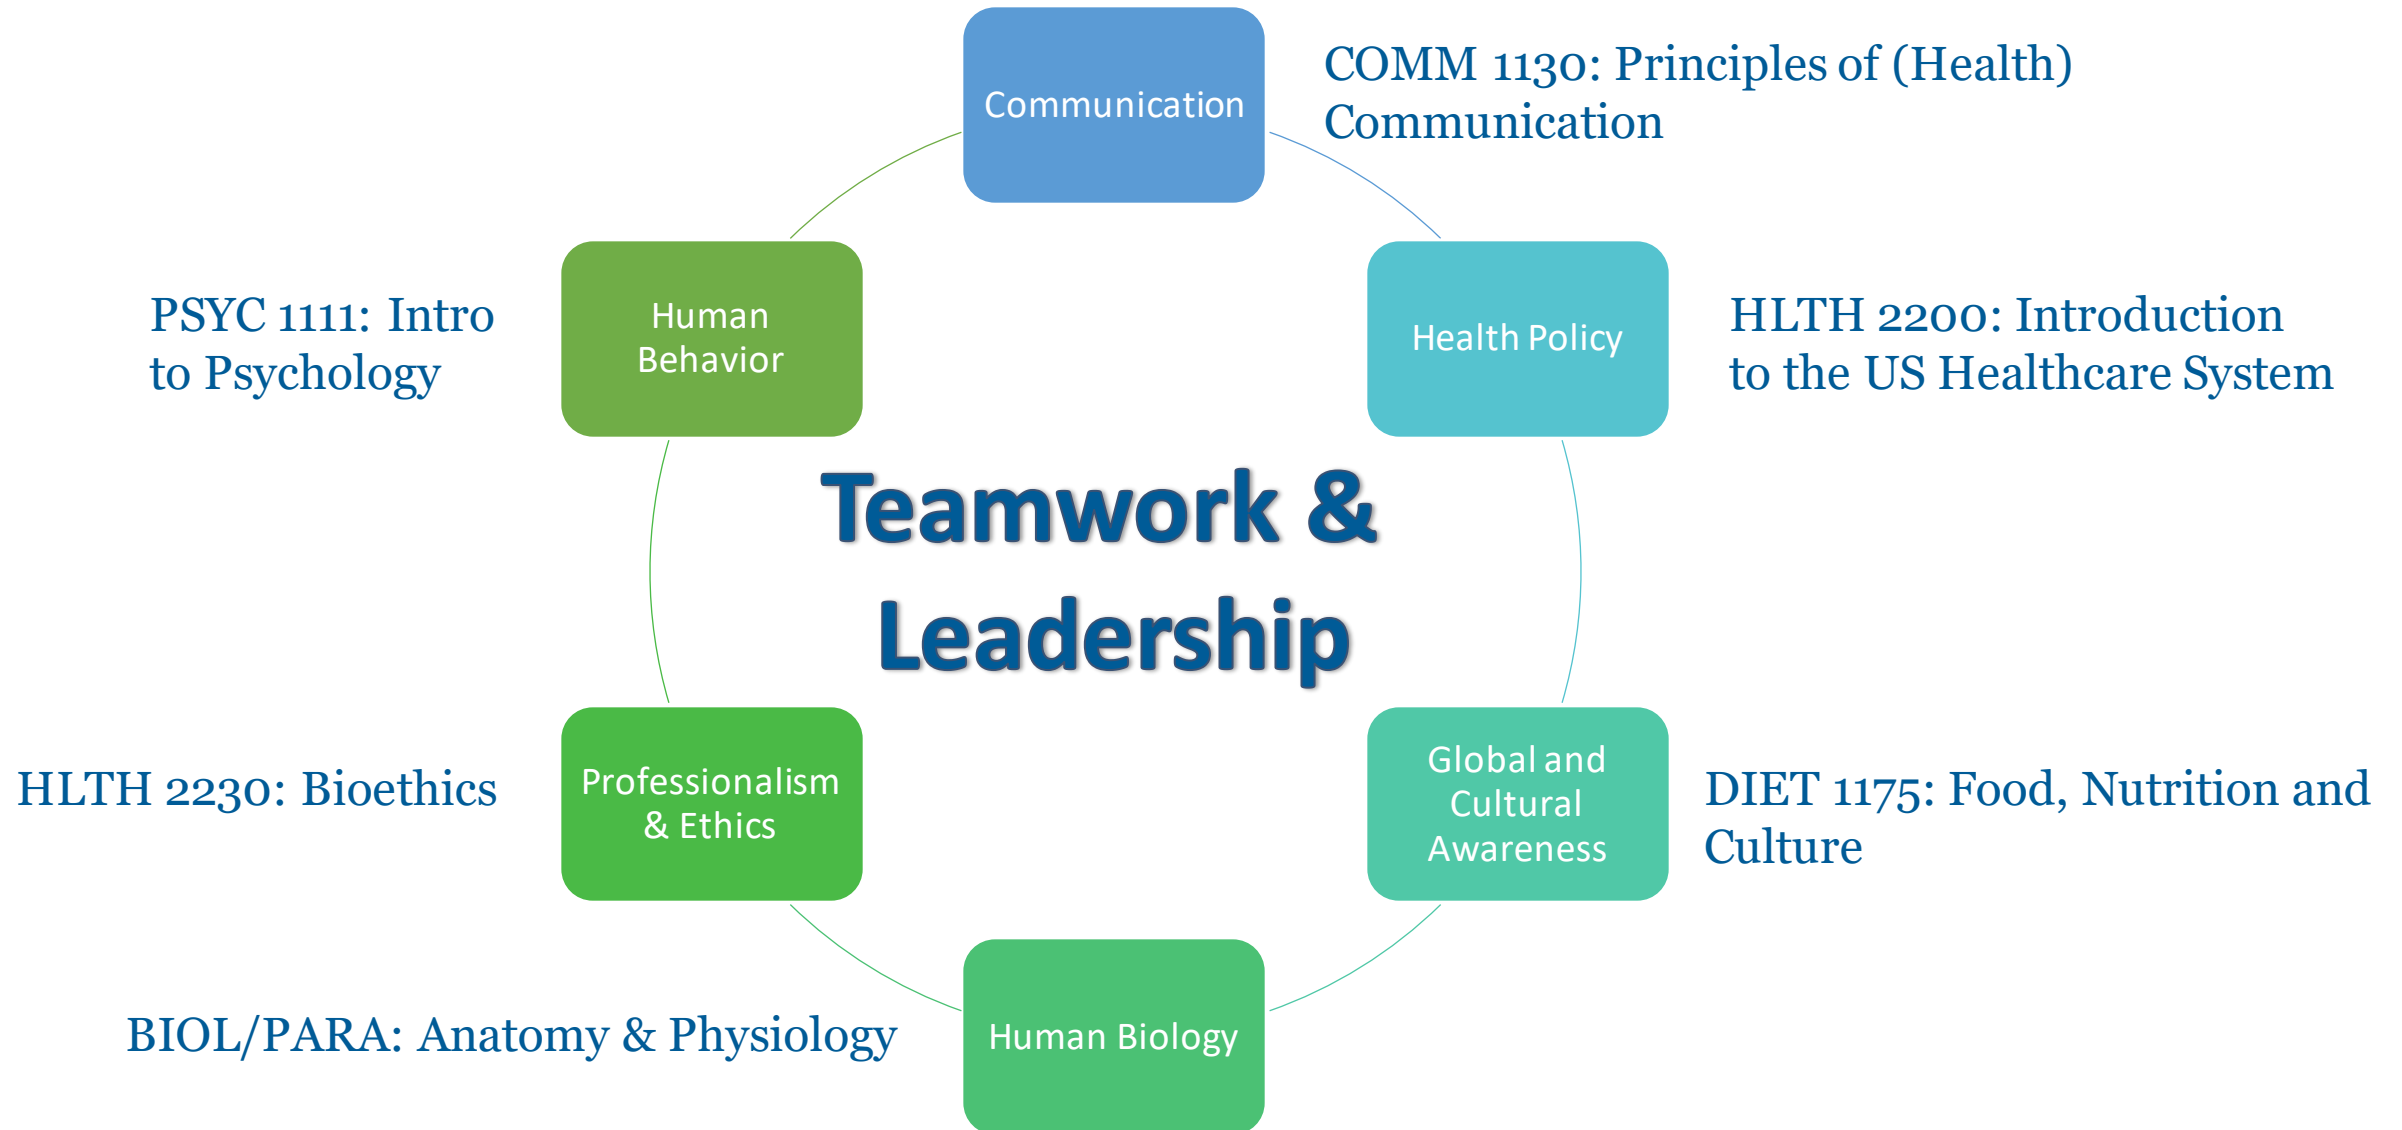 Communication
COMM 1130: Principles of (Health)
Communication
Human
Behavior
PSYC 1111: Intro
to Psychology
Health Policy
HLTH 2200: Introduction
to the US Healthcare System
Teamwork &
Leadership
Professionalism
& Ethics
HLTH 2230: Bioethics
Global and
Cultural
Awareness
DIET 1175: Food, Nutrition and
Culture
Human Biology
BIOL/PARA: Anatomy & Physiology